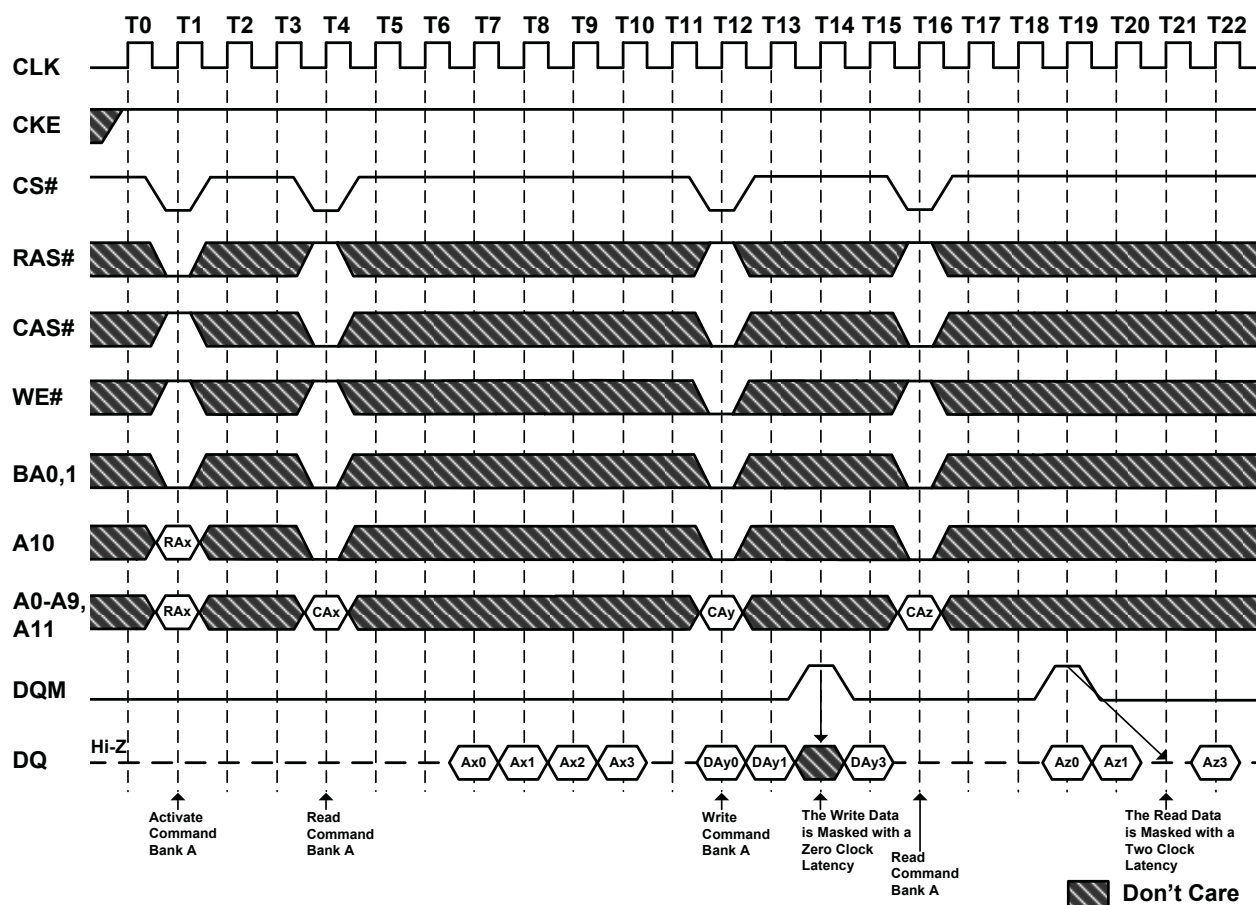 T0 T1 T2 T3 T4 T5 T6 T7 T8 T9 T10 T11 T12 T13 T14 T15 T16 T17 T18 T19 T20 T21 T22
CLK
CKE
CS#
RAS#
CAS#
WE#
BA0,1
A10 RAx
A0-A9,
A11 RAx CAx CAy CAz
DQM
Hi-Z
DQ Ax0 Ax1 Ax2 Ax3 DAy0 DAy1 DAy3 Az0 Az1 Az3
Activate
Command
Bank A
Read
Command
Bank A
Write
Command
Bank A
The Write Data
is Masked with a
Zero Clock
Latency
Read
Command
Bank A
The Read Data
is Masked with a
Two Clock
Latency
Don't Care